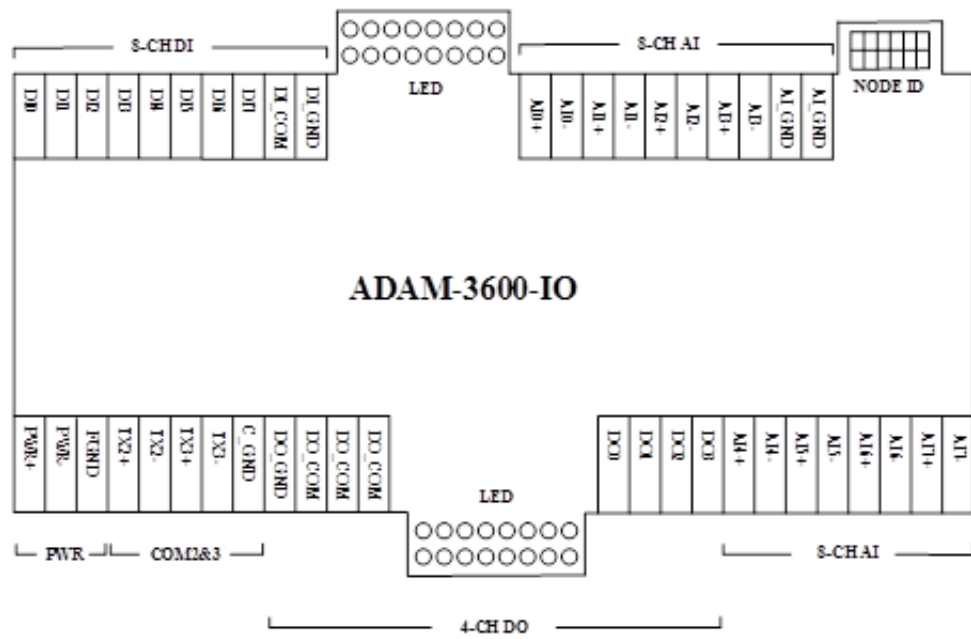 8-CH DI
8-CH AI
LED
NODE ID
DI0
DI1
DI2
DI3
DI4
DI5
DI6
DI7
DI_COM
DI_GND
AI0+
AI0-
AI1+
AI1-
AI2+
AI2-
AI3+
AI3-
AI_GND
AI_GND
ADAM-3600-IO
PWR+
PWR-
FGND
TX2+
TX2-
TX3+
TX3-
C_GND
DO_GND
DO_COM
DO_COM
DO_COM
DO0
DO1
DO2
DO3
AI4+
AI4-
AI5+
AI5-
AI6+
AI6-
AI7+
AI7-
LED
PWR
COM2&3
8-CH AI
4-CH DO